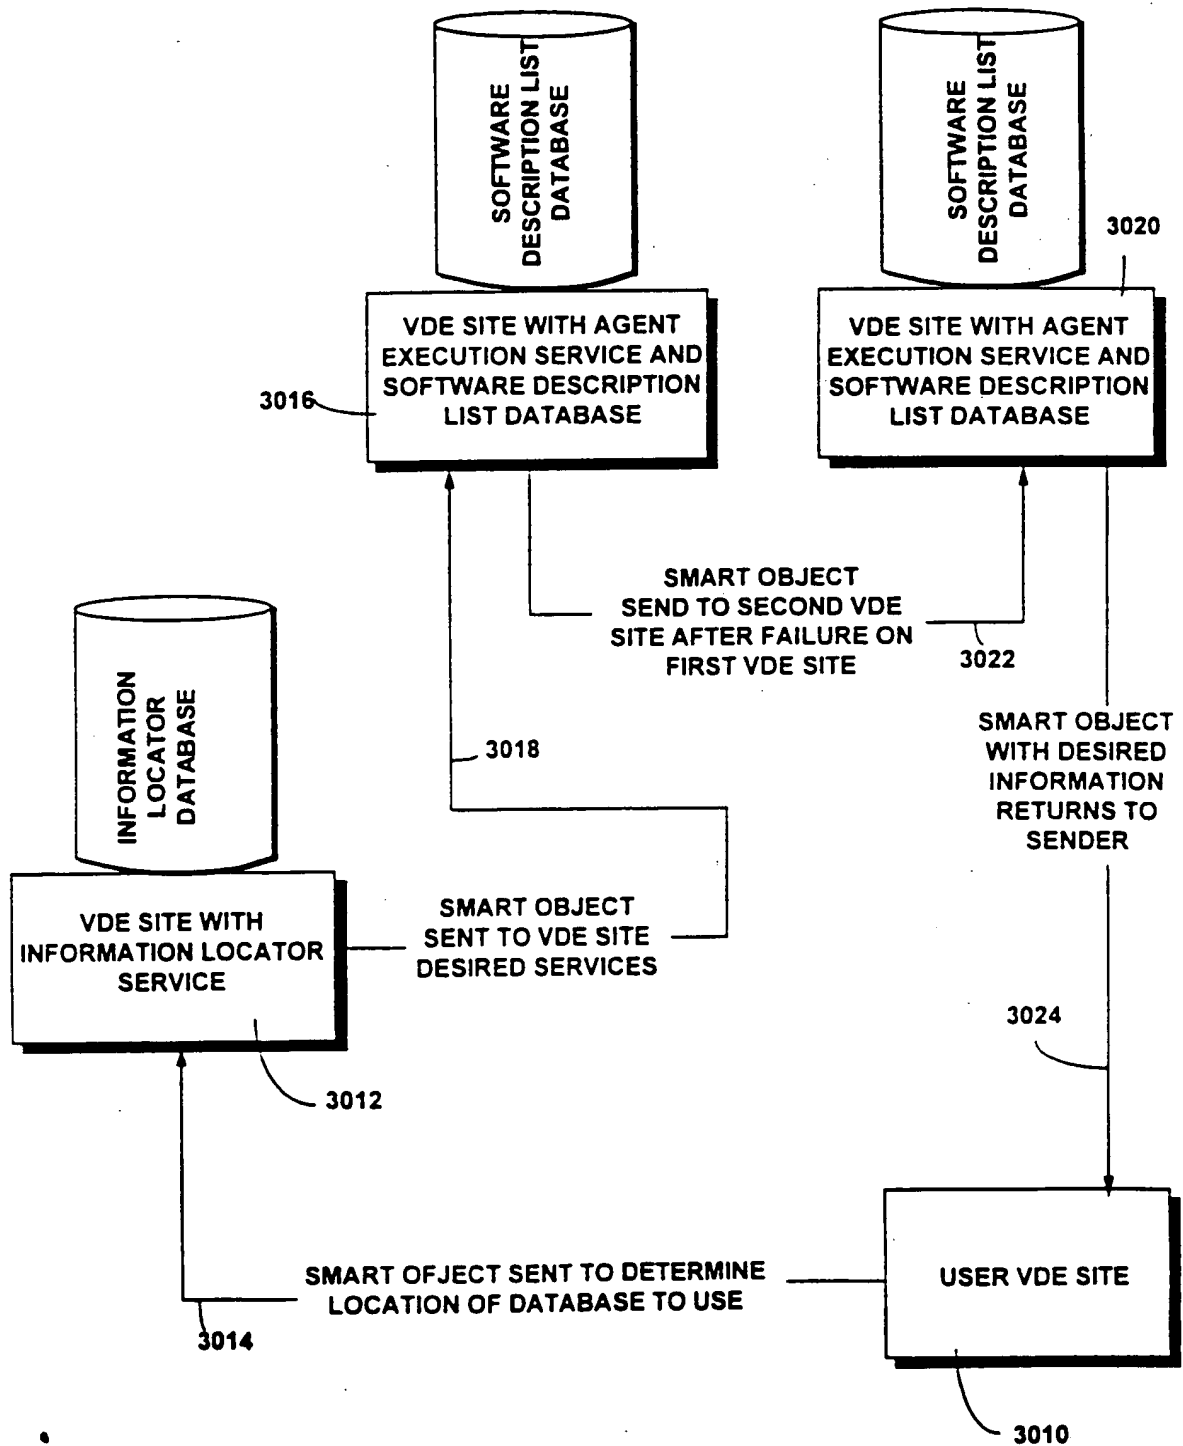 SOFTWARE
DESCRIPTION LIST
DATABASE
SOFTWARE
DESCRIPTION LIST
DATABASE
3020
VDE SITE WITH AGENT
EXECUTION SERVICE AND
SOFTWARE DESCRIPTION
LIST DATABASE
3016
VDE SITE WITH AGENT
EXECUTION SERVICE AND
SOFTWARE DESCRIPTION
LIST DATABASE
SMART OBJECT
SEND TO SECOND VDE
SITE AFTER FAILURE ON
FIRST VDE SITE
3022
INFORMATION
LOCATOR
DATABASE
3018
SMART OBJECT
WITH DESIRED
INFORMATION
RETURNS TO
SENDER
VDE SITE WITH
INFORMATION LOCATOR
SERVICE
SMART OBJECT
SENT TO VDE SITE
DESIRED SERVICES
3024
3012
SMART OFJECT SENT TO DETERMINE
LOCATION OF DATABASE TO USE
3014
USER VDE SITE
3010